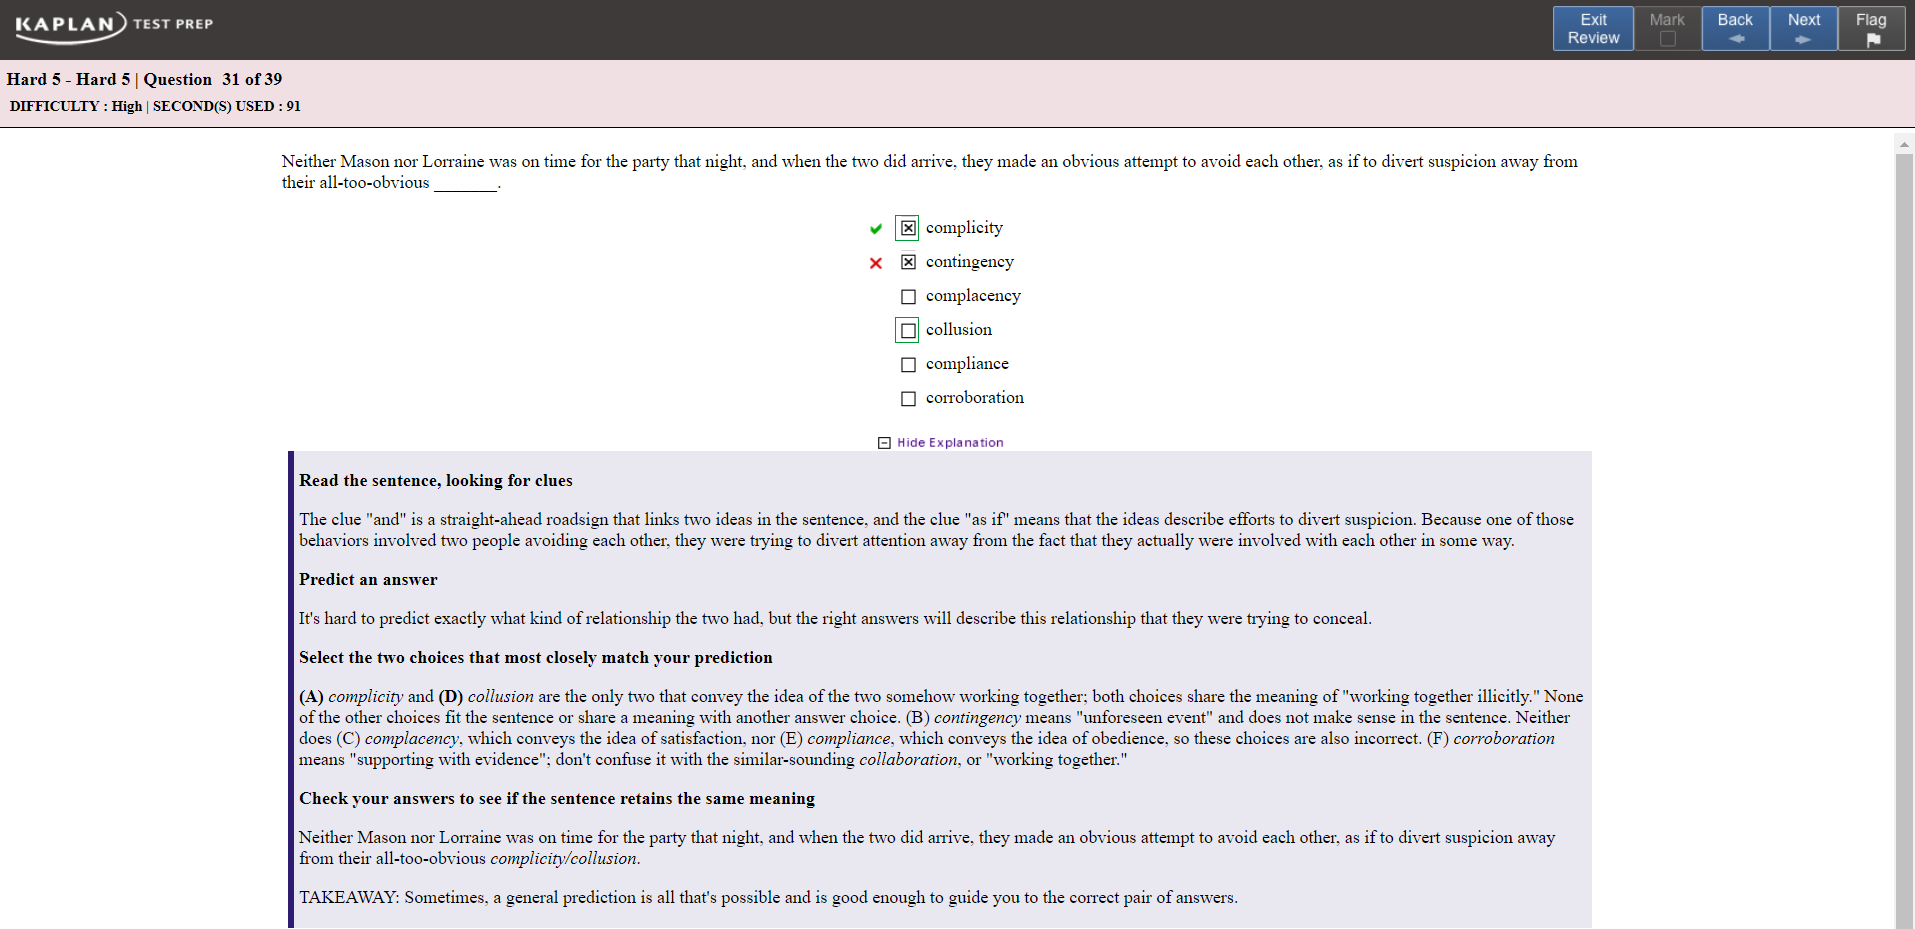 KAPLAN TEST PREP
Exit Review
Mark
Back
Next
Flag
Hard 5 - Hard 5 | Question 31 of 39
DIFFICULTY : High | SECOND(S) USED : 91
Neither Mason nor Lorraine was on time for the party that night, and when the two did arrive, they made an obvious attempt to avoid each other, as if to divert suspicion away from
their all-too-obvious _______.
complicity
contingency
complacency
collusion
compliance
corroboration
Hide Explanation
Read the sentence, looking for clues
The clue "and" is a straight-ahead roadsign that links two ideas in the sentence, and the clue "as if" means that the ideas describe efforts to divert suspicion. Because one of those
behaviors involved two people avoiding each other, they were trying to divert attention away from the fact that they actually were involved with each other in some way.
Predict an answer
It's hard to predict exactly what kind of relationship the two had, but the right answers will describe this relationship that they were trying to conceal.
Select the two choices that most closely match your prediction
(A) complicity and (D) collusion are the only two that convey the idea of the two somehow working together; both choices share the meaning of "working together illicitly." None
of the other choices fit the sentence or share a meaning with another answer choice. (B) contingency means "unforeseen event" and does not make sense in the sentence. Neither
does (C) complacency, which conveys the idea of satisfaction, nor (E) compliance, which conveys the idea of obedience, so these choices are also incorrect. (F) corroboration
means "supporting with evidence"; don't confuse it with the similar-sounding collaboration, or "working together."
Check your answers to see if the sentence retains the same meaning
Neither Mason nor Lorraine was on time for the party that night, and when the two did arrive, they made an obvious attempt to avoid each other, as if to divert suspicion away
from their all-too-obvious complicity/collusion.
TAKEAWAY: Sometimes, a general prediction is all that's possible and is good enough to guide you to the correct pair of answers.